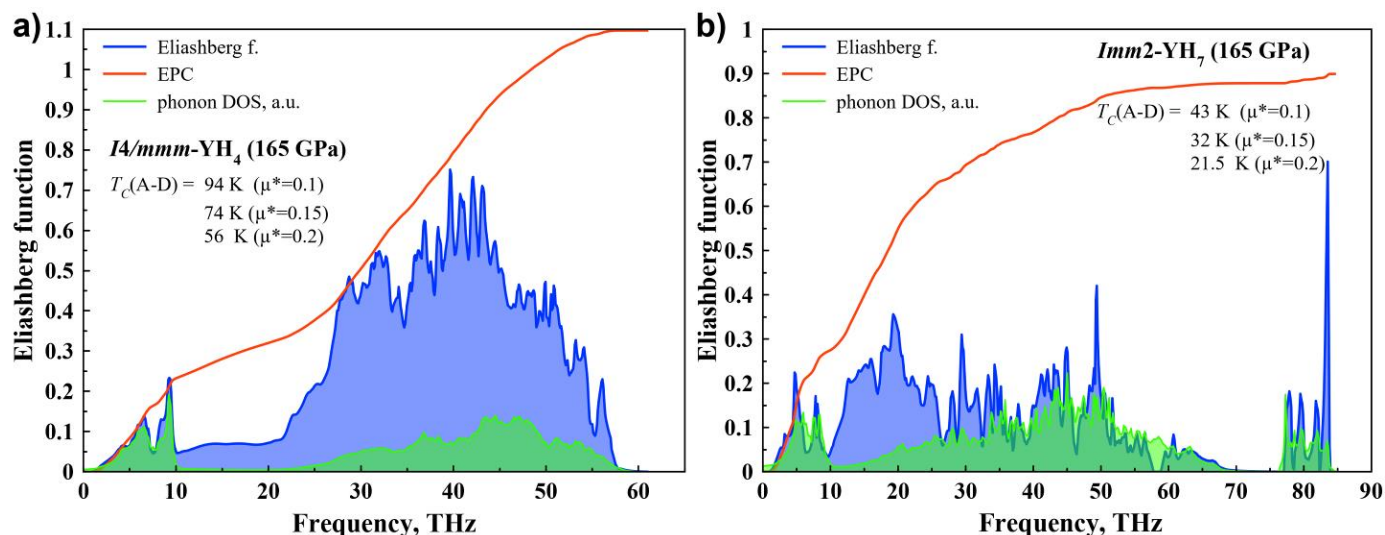 a)
Eliashberg f.
EPC
phonon DOS, a.u.
I4/mmm-YH₄ (165 GPa)
T_C(A-D) = 94 K (µ*=0.1)
74 K (µ*=0.15)
56 K (µ*=0.2)
Eliashberg function
1.1
1
0.9
0.8
0.7
0.6
0.5
0.4
0.3
0.2
0.1
0
0 10 20 30 40 50 60
Frequency, THz
b)
Eliashberg f.
EPC
phonon DOS, a.u.
Imm2-YH₇ (165 GPa)
T_C(A-D) = 43 K (µ*=0.1)
32 K (µ*=0.15)
21.5 K (µ*=0.2)
Eliashberg function
1
0.9
0.8
0.7
0.6
0.5
0.4
0.3
0.2
0.1
0
0 10 20 30 40 50 60 70 80 90
Frequency, THz